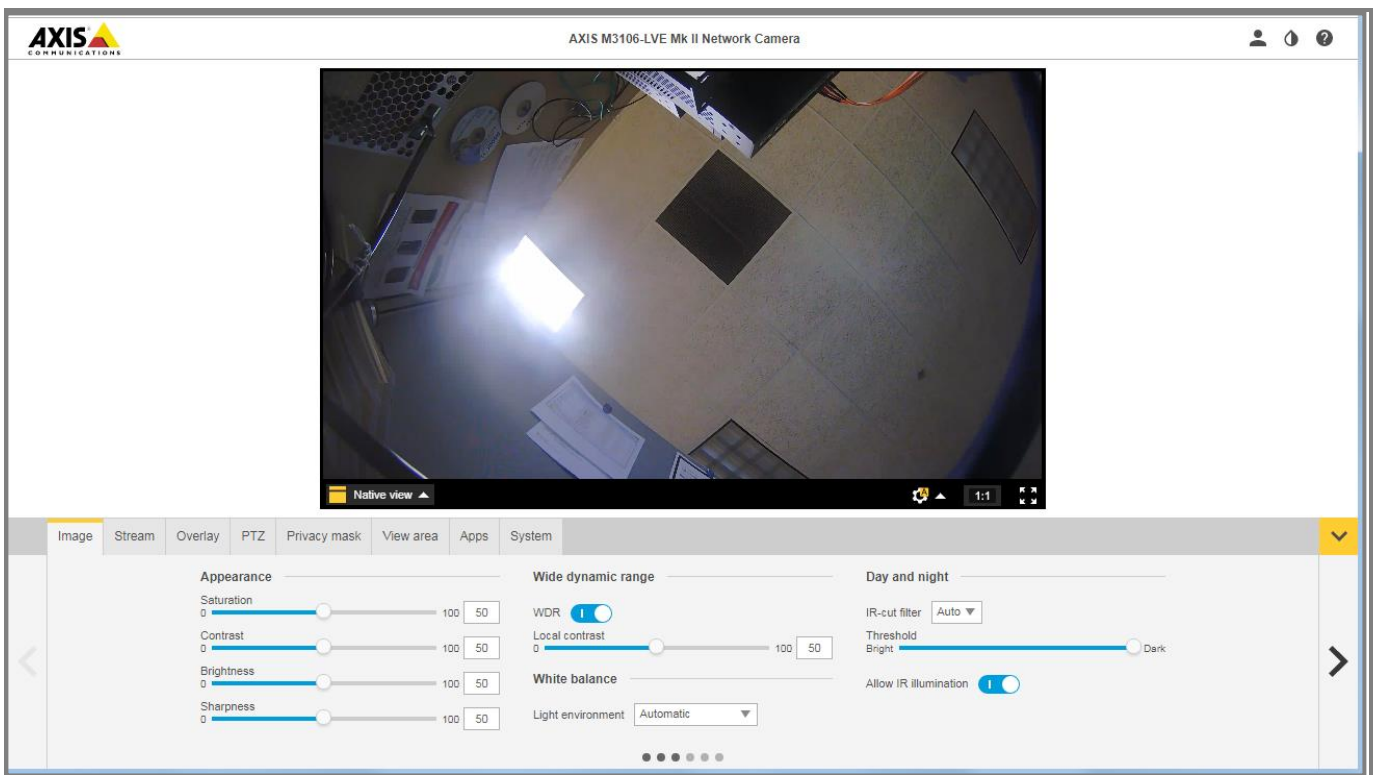 AXIS
COMMUNICATIONS
AXIS M3106-LVE Mk II Network Camera
Native view
A
1:1
Image Stream Overlay PTZ Privacy mask View area Apps System
Appearance
Saturation
0 100 50
Contrast
0 100 50
Brightness
0 100 50
Sharpness
0 100 50
Wide dynamic range
WDR
Local contrast
0 100 50
White balance
Light environment Automatic
Day and night
IR-cut filter Auto
Threshold
Bright Dark
Allow IR illumination